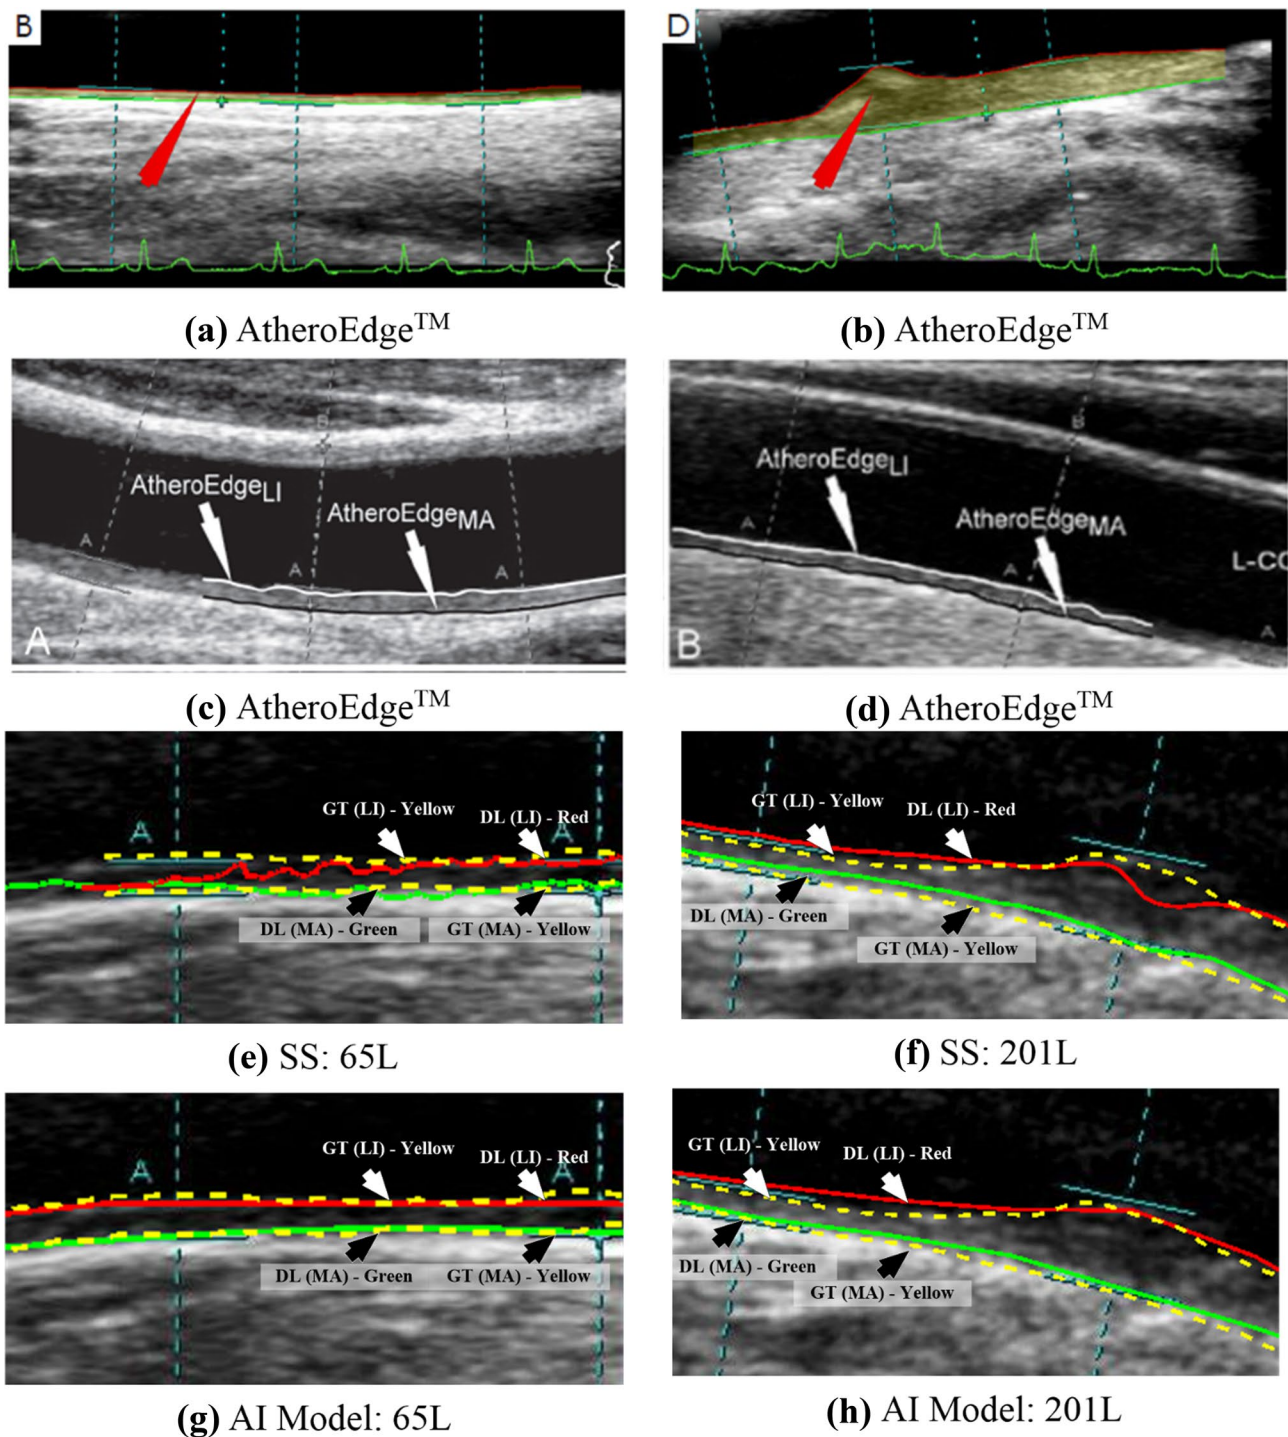 B
D
(a) AtheroEdge™
(b) AtheroEdge™
B
A
AtheroEdgeLI
AtheroEdgeMA
A
A
A
B
AtheroEdgeLI
AtheroEdgeMA
A
A
L-CC
A
B
(c) AtheroEdge™
(d) AtheroEdge™
A
A
GT (LI) - Yellow
DL (LI) - Red
DL (MA) - Green
GT (MA) - Yellow
GT (LI) - Yellow
DL (LI) - Red
DL (MA) - Green
GT (MA) - Yellow
(e) SS: 65L
(f) SS: 201L
A
A
GT (LI) - Yellow
DL (LI) - Red
DL (MA) - Green
GT (MA) - Yellow
GT (LI) - Yellow
DL (LI) - Red
DL (MA) - Green
GT (MA) - Yellow
(g) AI Model: 65L
(h) AI Model: 201L